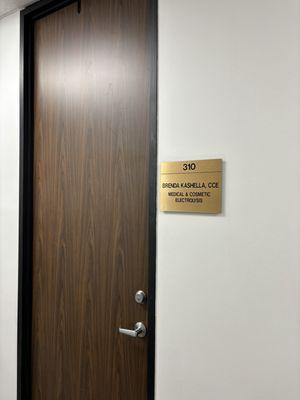 310
BRENDA KASHELLA, CCE
MEDICAL & COSMETIC
ELECTROLYSIS